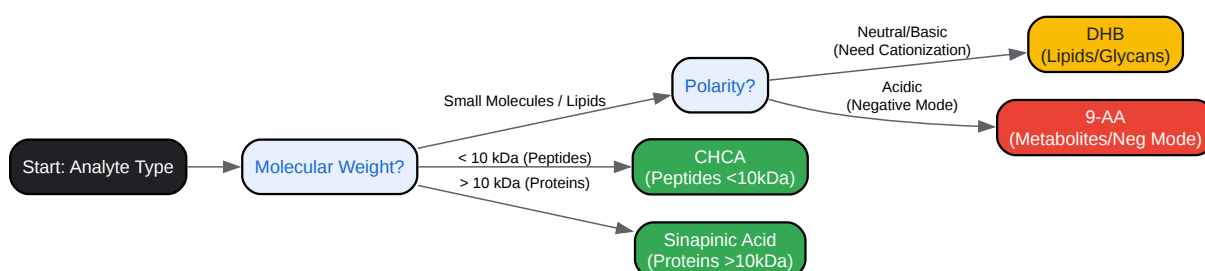 Start: Analyte Type
Molecular Weight?
Small Molecules / Lipids
< 10 kDa (Peptides)
> 10 kDa (Proteins)
Polarity?
Neutral/Basic
(Need Cationization)
Acidic
(Negative Mode)
DHB
(Lipids/Glycans)
9-AA
(Metabolites/Neg Mode)
CHCA
(Peptides <10kDa)
Sinapinic Acid
(Proteins >10kDa)